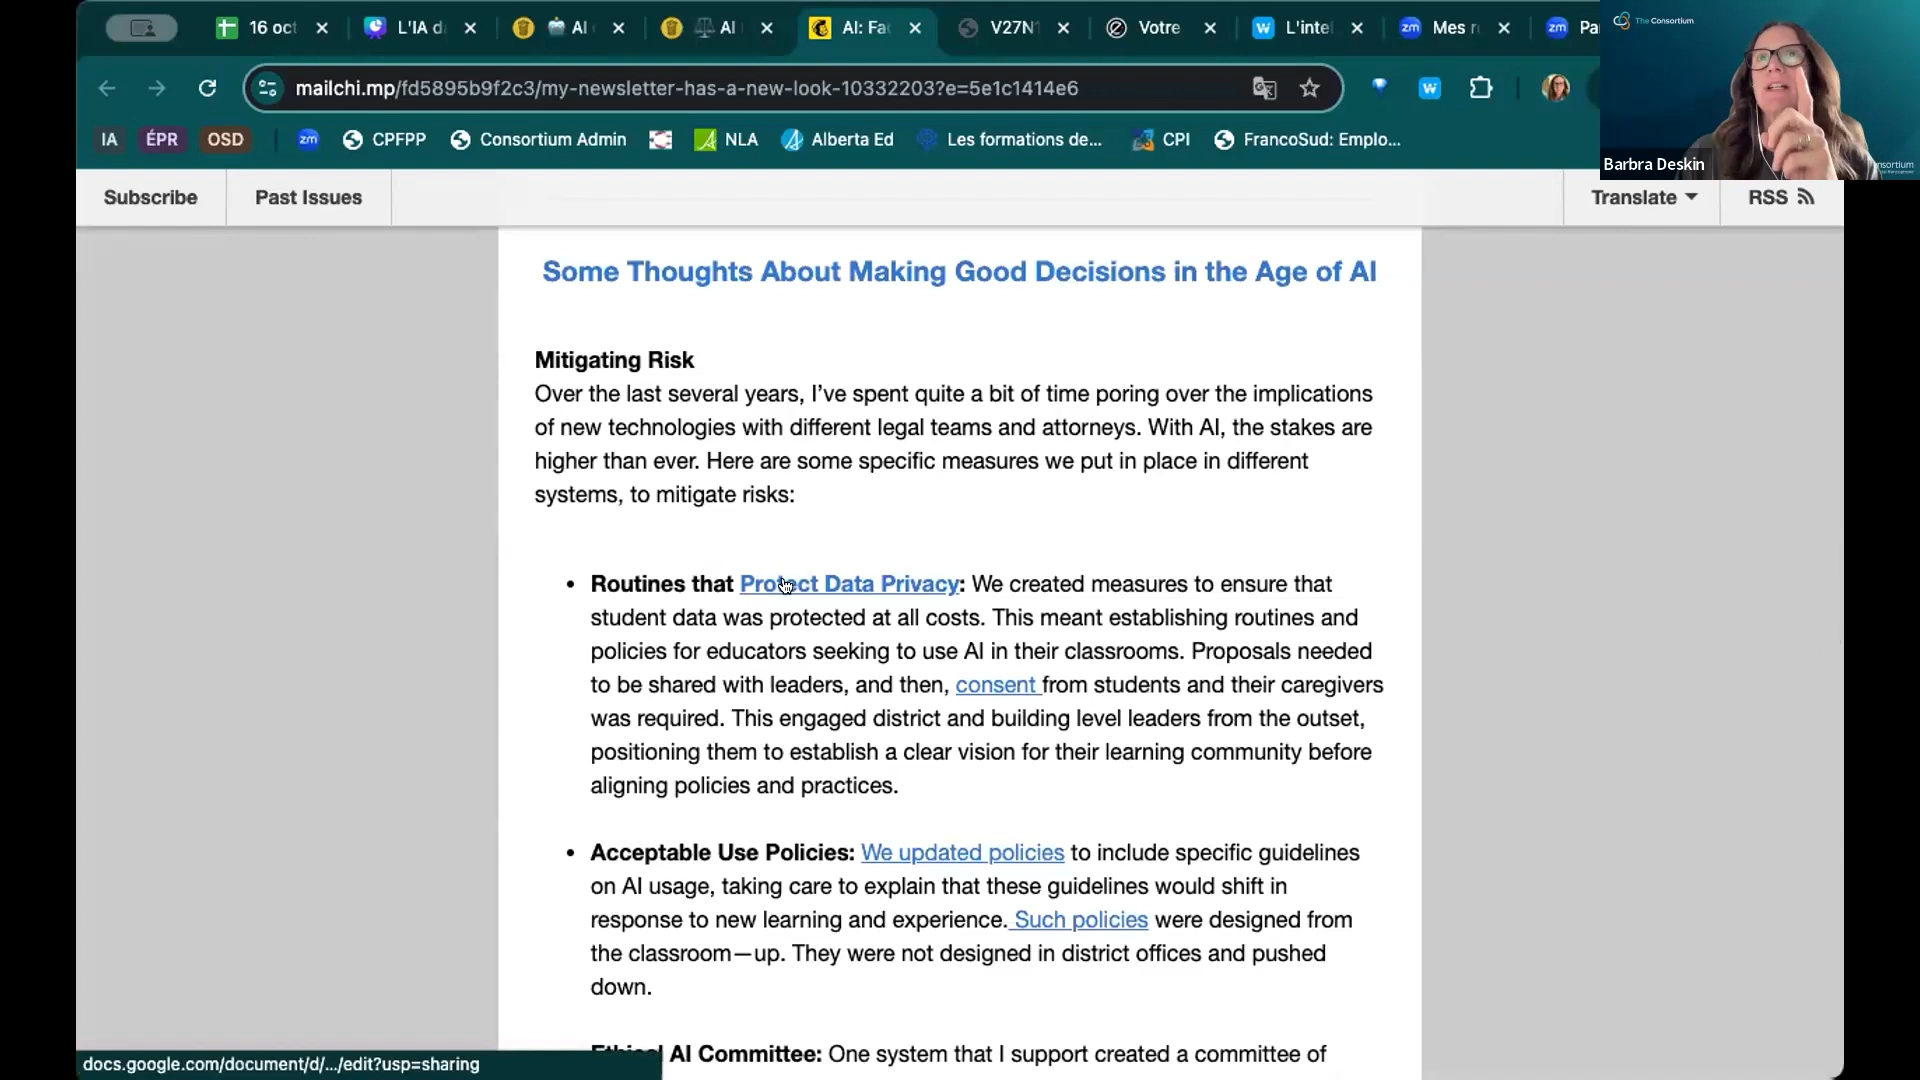 16 oct
L'IA d
AI
AI
AI: Fa
V27N
Votre
L'intel
zm
Mes r
zm
Pa
The Consortium
mailchi.mp/fd5895b9f2c3/my-newsletter-has-a-new-look-10332203?e=5e1c1414e6
W
IA
ÉPR
OSD
zm
CPFPP
Consortium Admin
NLA
Alberta Ed
Les formations de...
CPI
FrancoSud: Emplo...
Barbra Deskin
Subscribe
Past Issues
Translate
RSS
Some Thoughts About Making Good Decisions in the Age of AI
Mitigating Risk
Over the last several years, I’ve spent quite a bit of time poring over the implications
of new technologies with different legal teams and attorneys. With AI, the stakes are
higher than ever. Here are some specific measures we put in place in different
systems, to mitigate risks:
• Routines that Protect Data Privacy: We created measures to ensure that
student data was protected at all costs. This meant establishing routines and
policies for educators seeking to use AI in their classrooms. Proposals needed
to be shared with leaders, and then, consent from students and their caregivers
was required. This engaged district and building level leaders from the outset,
positioning them to establish a clear vision for their learning community before
aligning policies and practices.
• Acceptable Use Policies: We updated policies to include specific guidelines
on AI usage, taking care to explain that these guidelines would shift in
response to new learning and experience. Such policies were designed from
the classroom—up. They were not designed in district offices and pushed
down.
Ethical AI Committee: One system that I support created a committee of
docs.google.com/document/d/.../edit?usp=sharing